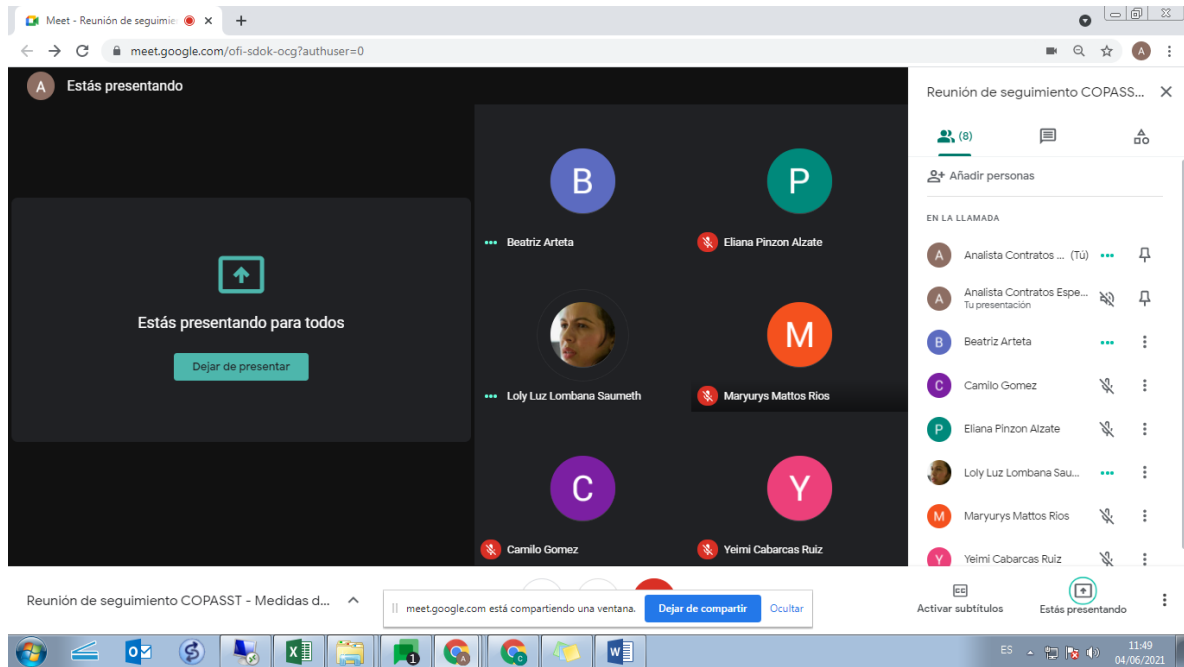 Meet - Reunión de seguimie
meet.google.com/ofi-sdok-ocg?authuser=0
A
A
Estás presentando
Estás presentando para todos
Dejar de presentar
B
P
Beatriz Arteta
Eliana Pinzon Alzate
M
Loly Luz Lombana Saumeth
Maryurys Mattos Rios
C
Y
Camilo Gomez
Yeimi Cabarcas Ruiz
Reunión de seguimiento COPASS...
(8)
Añadir personas
EN LA LLAMADA
A Analista Contratos ... (Tú)
A Analista Contratos Espe...
Tu presentación
B Beatriz Arteta
C Camilo Gomez
P Eliana Pinzon Alzate
Loly Luz Lombana Sau...
M Maryurys Mattos Rios
Y Yeimi Cabarcas Ruiz
Reunión de seguimiento COPASST - Medidas d...
meet.google.com está compartiendo una ventana.
Dejar de compartir
Ocultar
CC
Activar subtítulos
Estás presentando
1
A
C
ES
11:49
04/06/2021